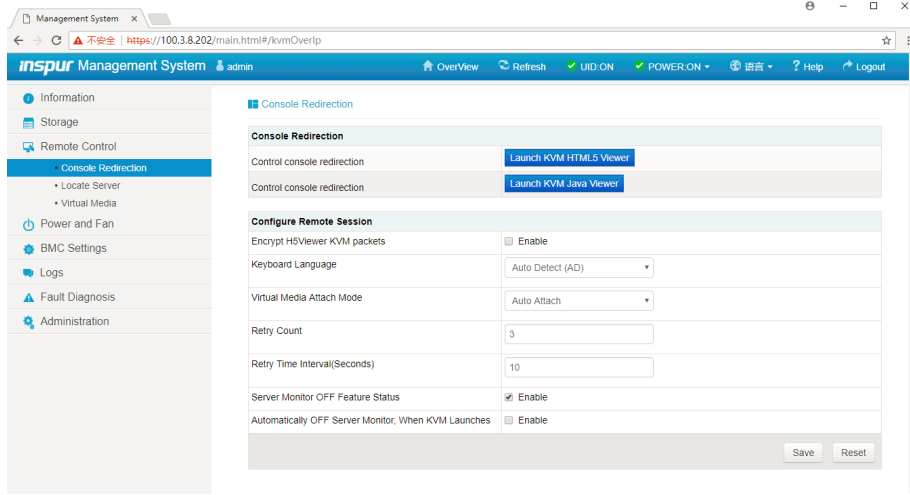 Management System
不安全 | https://100.3.8.202/main.html#/kvmOverIp
inspur Management System admin OverView Refresh UID:ON POWER:ON 语言 Help Logout
Information
Storage
Remote Control
Console Redirection
Locate Server
Virtual Media
Power and Fan
BMC Settings
Logs
Fault Diagnosis
Administration
Console Redirection
Console Redirection
Control console redirection Launch KVM HTML5 Viewer
Control console redirection Launch KVM Java Viewer
Configure Remote Session
Encrypt H5Viewer KVM packets Enable
Keyboard Language Auto Detect (AD)
Virtual Media Attach Mode Auto Attach
Retry Count 3
Retry Time Interval(Seconds) 10
Server Monitor OFF Feature Status Enable
Automatically OFF Server Monitor, When KVM Launches Enable
Save Reset